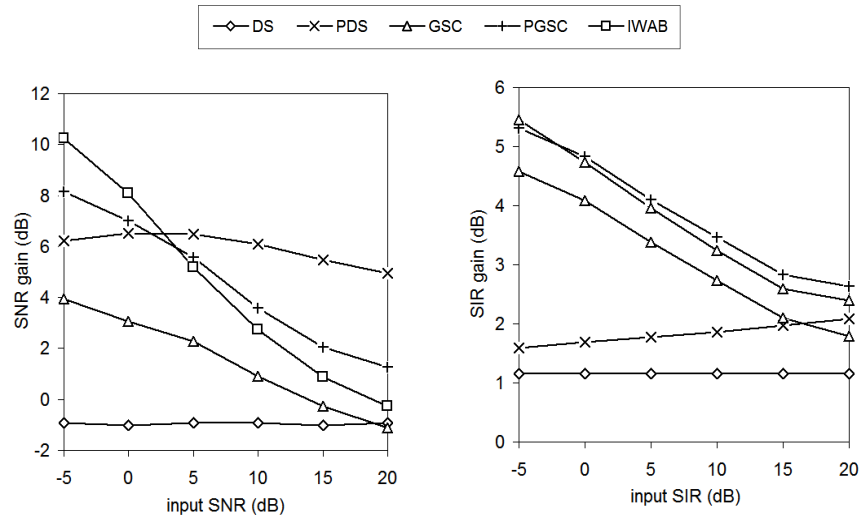 DS PDS GSC PGSC IWAB
12
10
8
6
4
2
0
-2
SNR gain (dB)
-5 0 5 10 15 20
input SNR (dB)
6
5
4
3
2
1
0
SIR gain (dB)
-5 0 5 10 15 20
input SIR (dB)